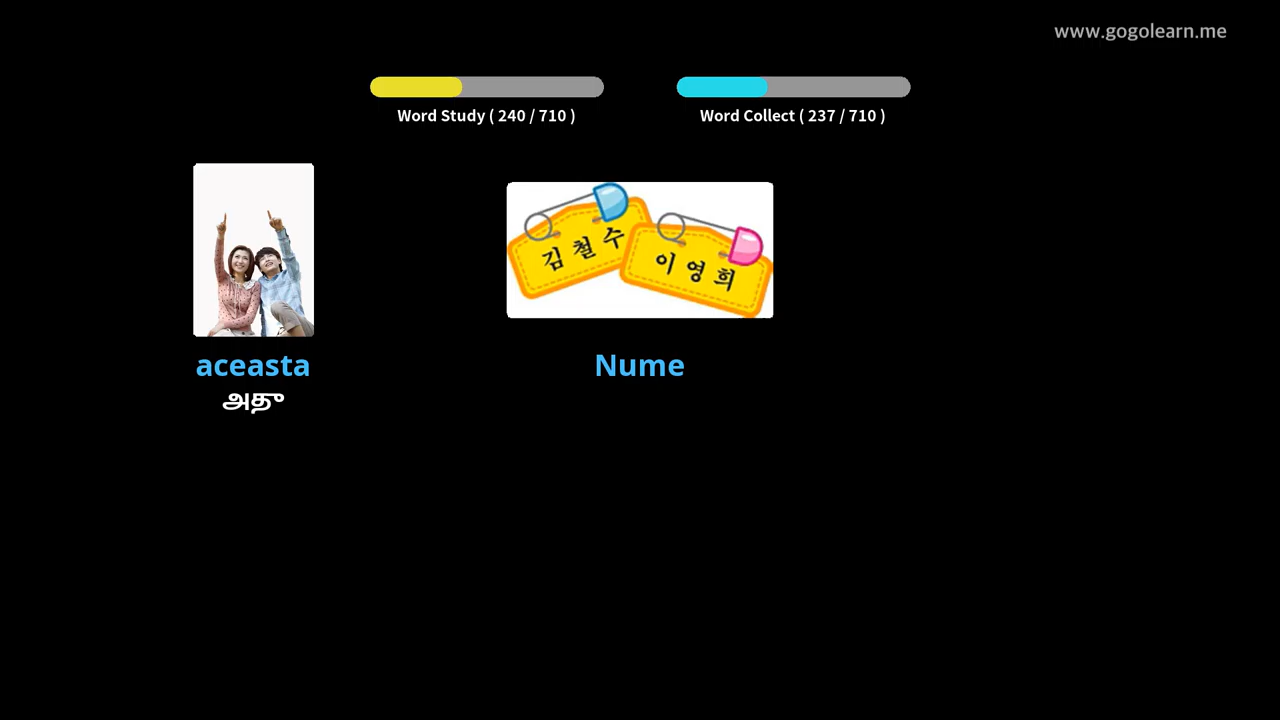 www.gogolearn.me
Word Study ( 240 / 710 )
Word Collect ( 237 / 710 )
김철수
이영희
aceasta
அது
Nume